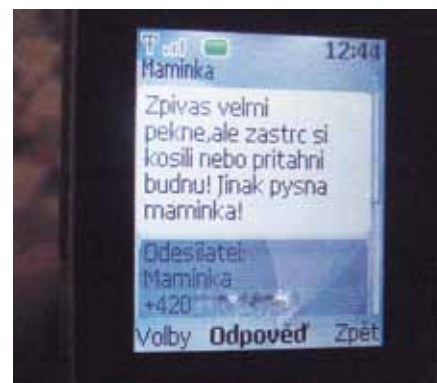 12:44
Maminka
Zpivas velmi
pekne,ale zastrc si
kosili nebo pritahni
budnu! Jinak pysna
maminka!
Odesílatel:
Maminka
+420
Volby Odpověď Zpět